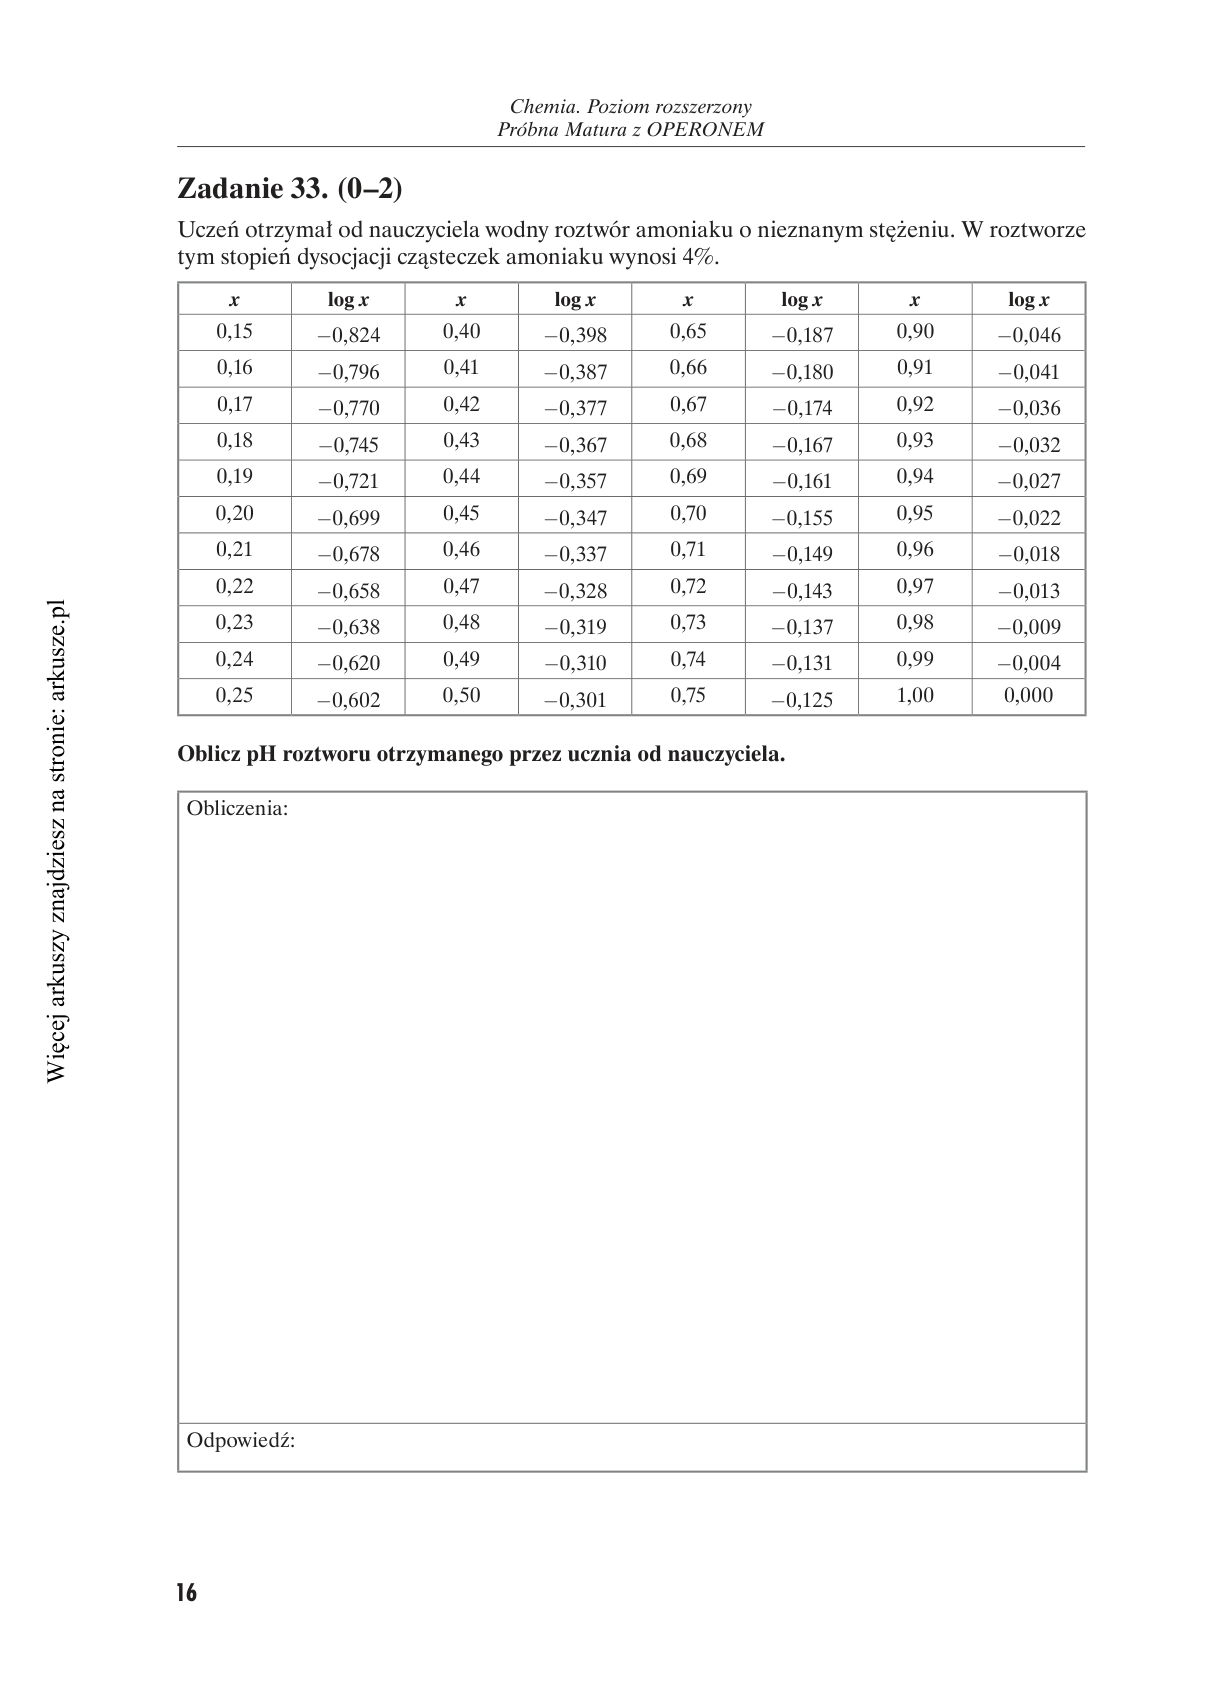 Chemia. Poziom rozszerzony
Próbna Matura z OPERONEM
Zadanie 33. (0–2)
Uczeń otrzymał od nauczyciela wodny roztwór amoniaku o nieznanym stężeniu. W roztworze
tym stopień dysocjacji cząsteczek amoniaku wynosi 4%.
x log x x log x x log x x log x
0,15 −0,824 0,40 −0,398 0,65 −0,187 0,90 −0,046
0,16 −0,796 0,41 −0,387 0,66 −0,180 0,91 −0,041
0,17 −0,770 0,42 −0,377 0,67 −0,174 0,92 −0,036
0,18 −0,745 0,43 −0,367 0,68 −0,167 0,93 −0,032
0,19 −0,721 0,44 −0,357 0,69 −0,161 0,94 −0,027
0,20 −0,699 0,45 −0,347 0,70 −0,155 0,95 −0,022
0,21 −0,678 0,46 −0,337 0,71 −0,149 0,96 −0,018
0,22 −0,658 0,47 −0,328 0,72 −0,143 0,97 −0,013
0,23 −0,638 0,48 −0,319 0,73 −0,137 0,98 −0,009
0,24 −0,620 0,49 −0,310 0,74 −0,131 0,99 −0,004
0,25 −0,602 0,50 −0,301 0,75 −0,125 1,00 0,000
Oblicz pH roztworu otrzymanego przez ucznia od nauczyciela.
Obliczenia:
Odpowiedź:
16
Więcej arkuszy znajdziesz na stronie: arkusze.pl